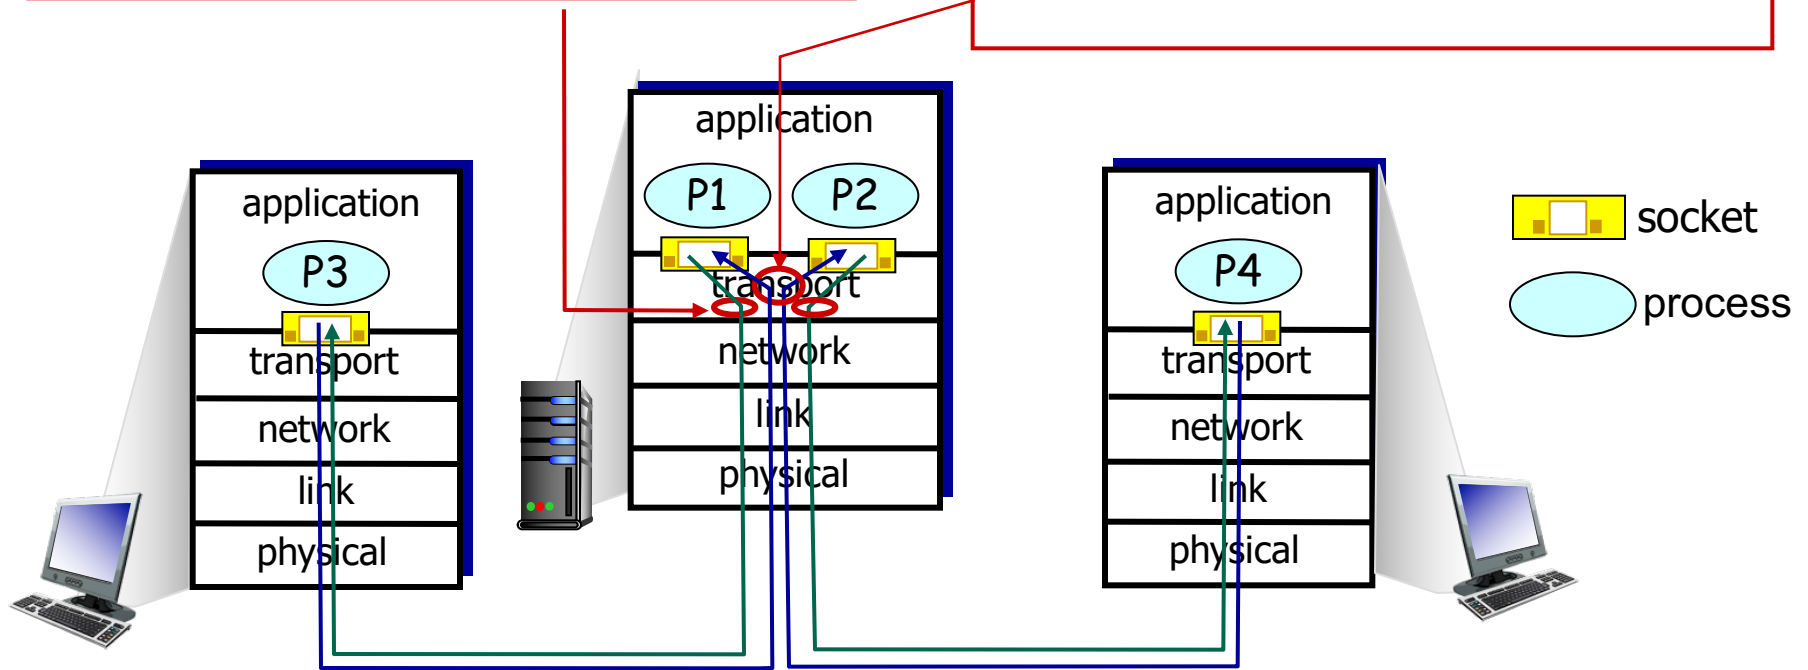 application
P3
transport
network
link
physical
application
P1 P2
transport
network
link
physical
application
P4
transport
network
link
physical
socket
process